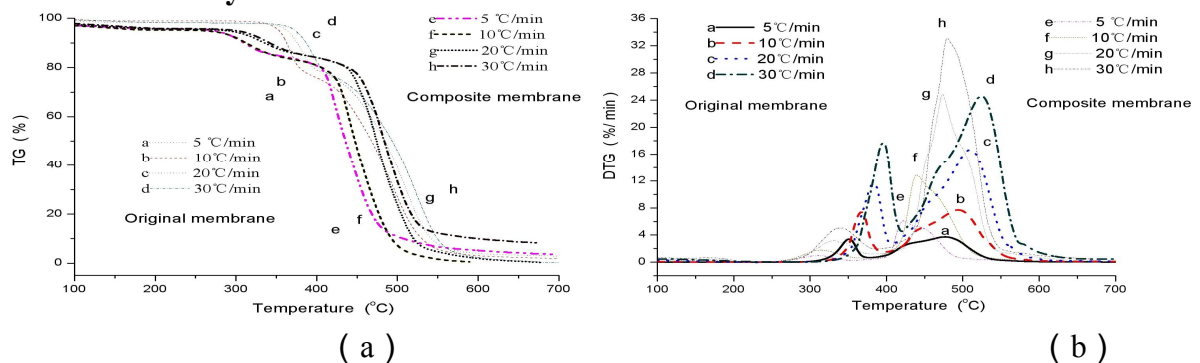 y
100
80
60
40
20
0
TG (%)
100
200
300
400
500
600
700
Temperature (°C)
d
c
b
a
g
h
f
e
e 5 ℃/min
f 10℃/min
g 20℃/min
h 30℃/min
Composite membrane
a 5 ℃/min
b 10℃/min
c 20℃/min
d 30℃/min
Original membrane
( a )
36
32
28
24
20
16
12
8
4
0
DTG (%/min)
100
200
300
400
500
600
700
Temperature (°C)
a 5℃/min
b 10℃/min
c 20℃/min
d 30℃/min
Original membrane
h
g
d
c
f
e
b
a
e 5 ℃/min
f 10℃/min
g 20℃/min
h 30℃/min
Composite membrane
( b )